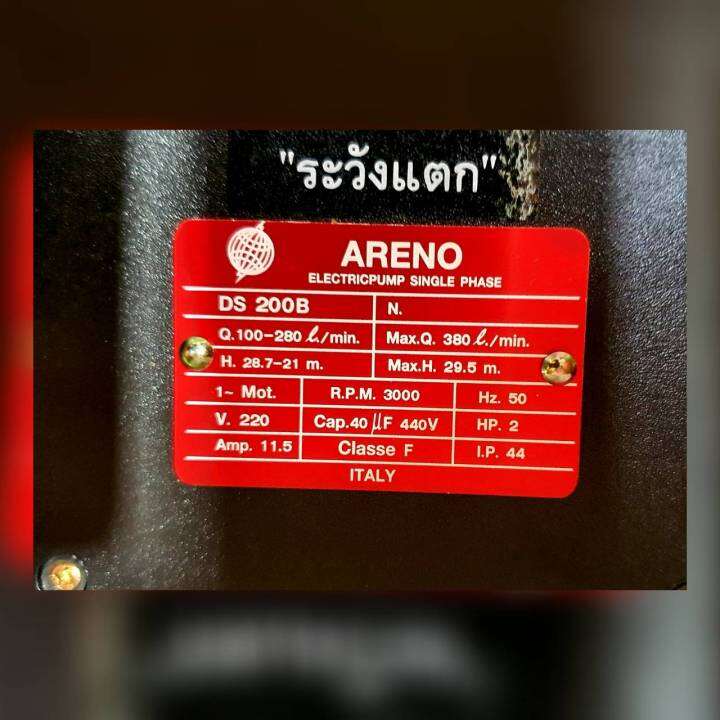 "ระวังแตก"
ARENO
ELECTRICPUMP SINGLE PHASE
DS 200B N.
Q.100-280 l./min. Max.Q. 380 l./min.
H. 28.7-21 m. Max.H. 29.5 m.
1~ Mot. R.P.M. 3000 Hz. 50
V. 220 Cap.40 µF 440V HP. 2
Amp. 11.5 Classe F I.P. 44
ITALY